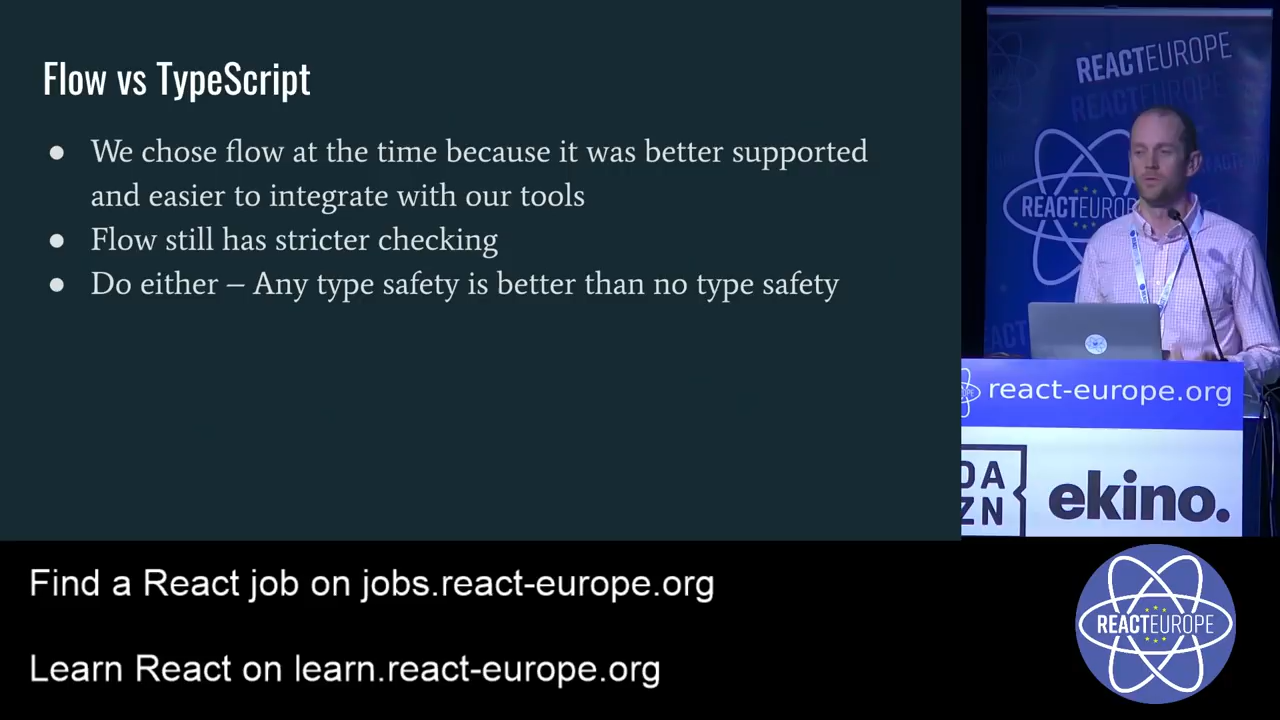 Flow vs TypeScript
● We chose flow at the time because it was better supported
and easier to integrate with our tools
● Flow still has stricter checking
● Do either – Any type safety is better than no type safety
REACTEUROPE
REACTEUROPE
REACTEUROP
react-europe.org
DA
ZN
ekino.
Find a React job on jobs.react-europe.org
Learn React on learn.react-europe.org
REACTEUROPE